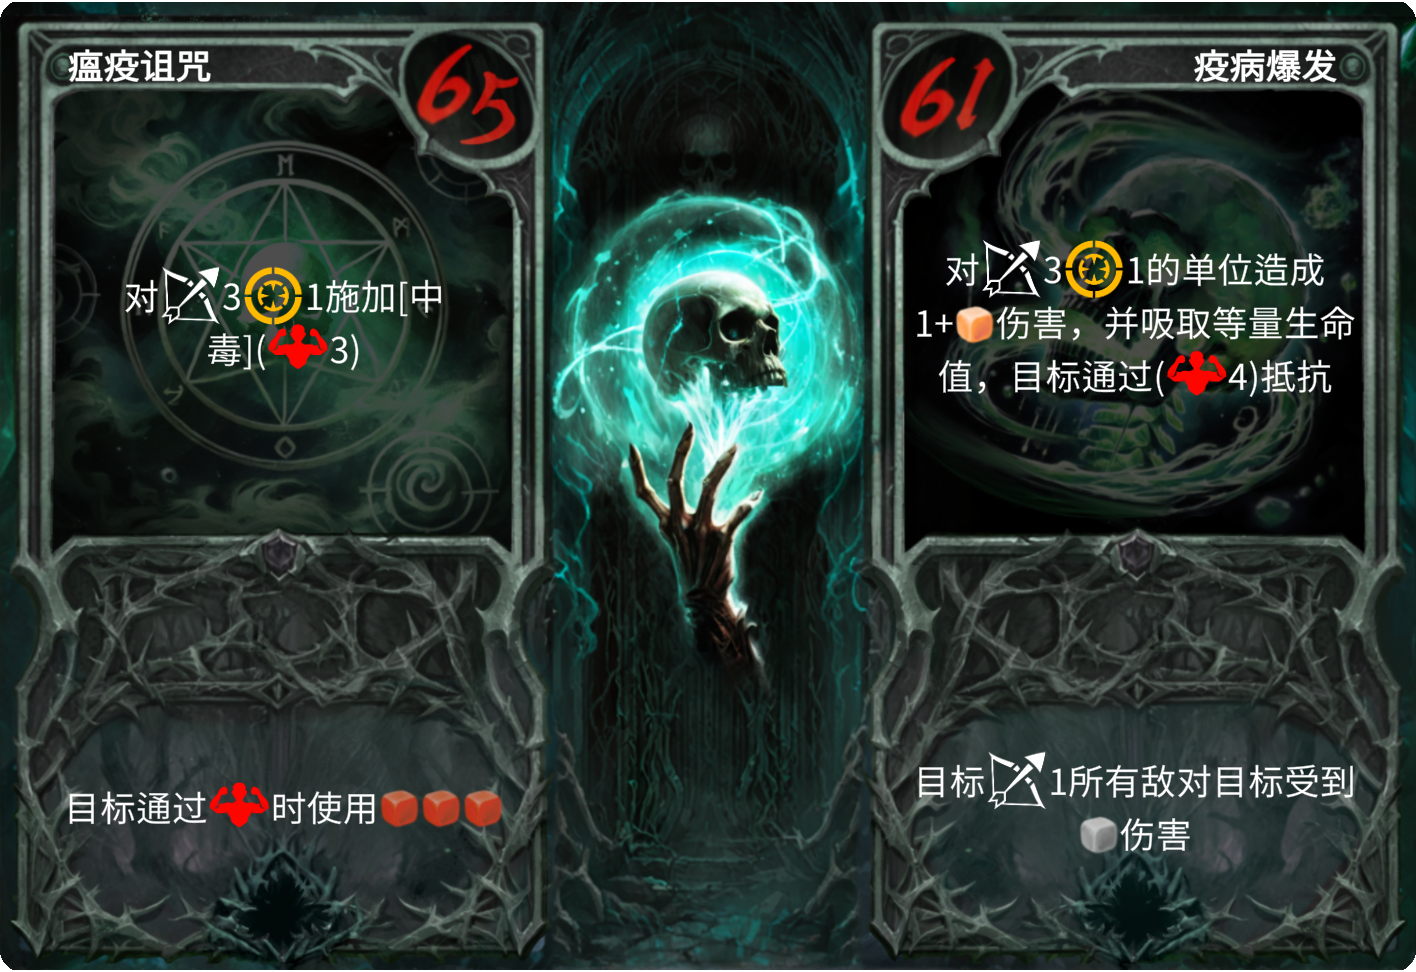 瘟疫诅咒
65
对3 1施加[中
毒](3)
目标通过 时使用
61
疫病爆发
对3 1的单位造成
1+伤害，并吸取等量生命
值，目标通过(4)抵抗
目标 1所有敌对目标受到
伤害